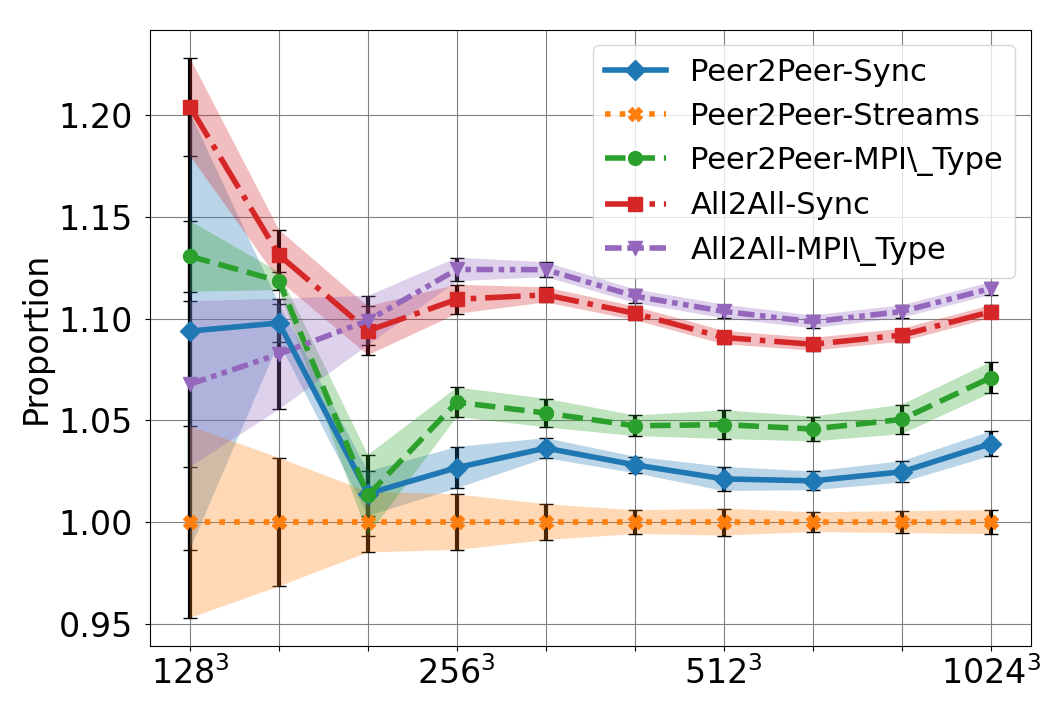 Proportion
1.20
1.15
1.10
1.05
1.00
0.95
128³
256³
512³
1024³
Peer2Peer-Sync
Peer2Peer-Streams
Peer2Peer-MPI\_Type
All2All-Sync
All2All-MPI\_Type